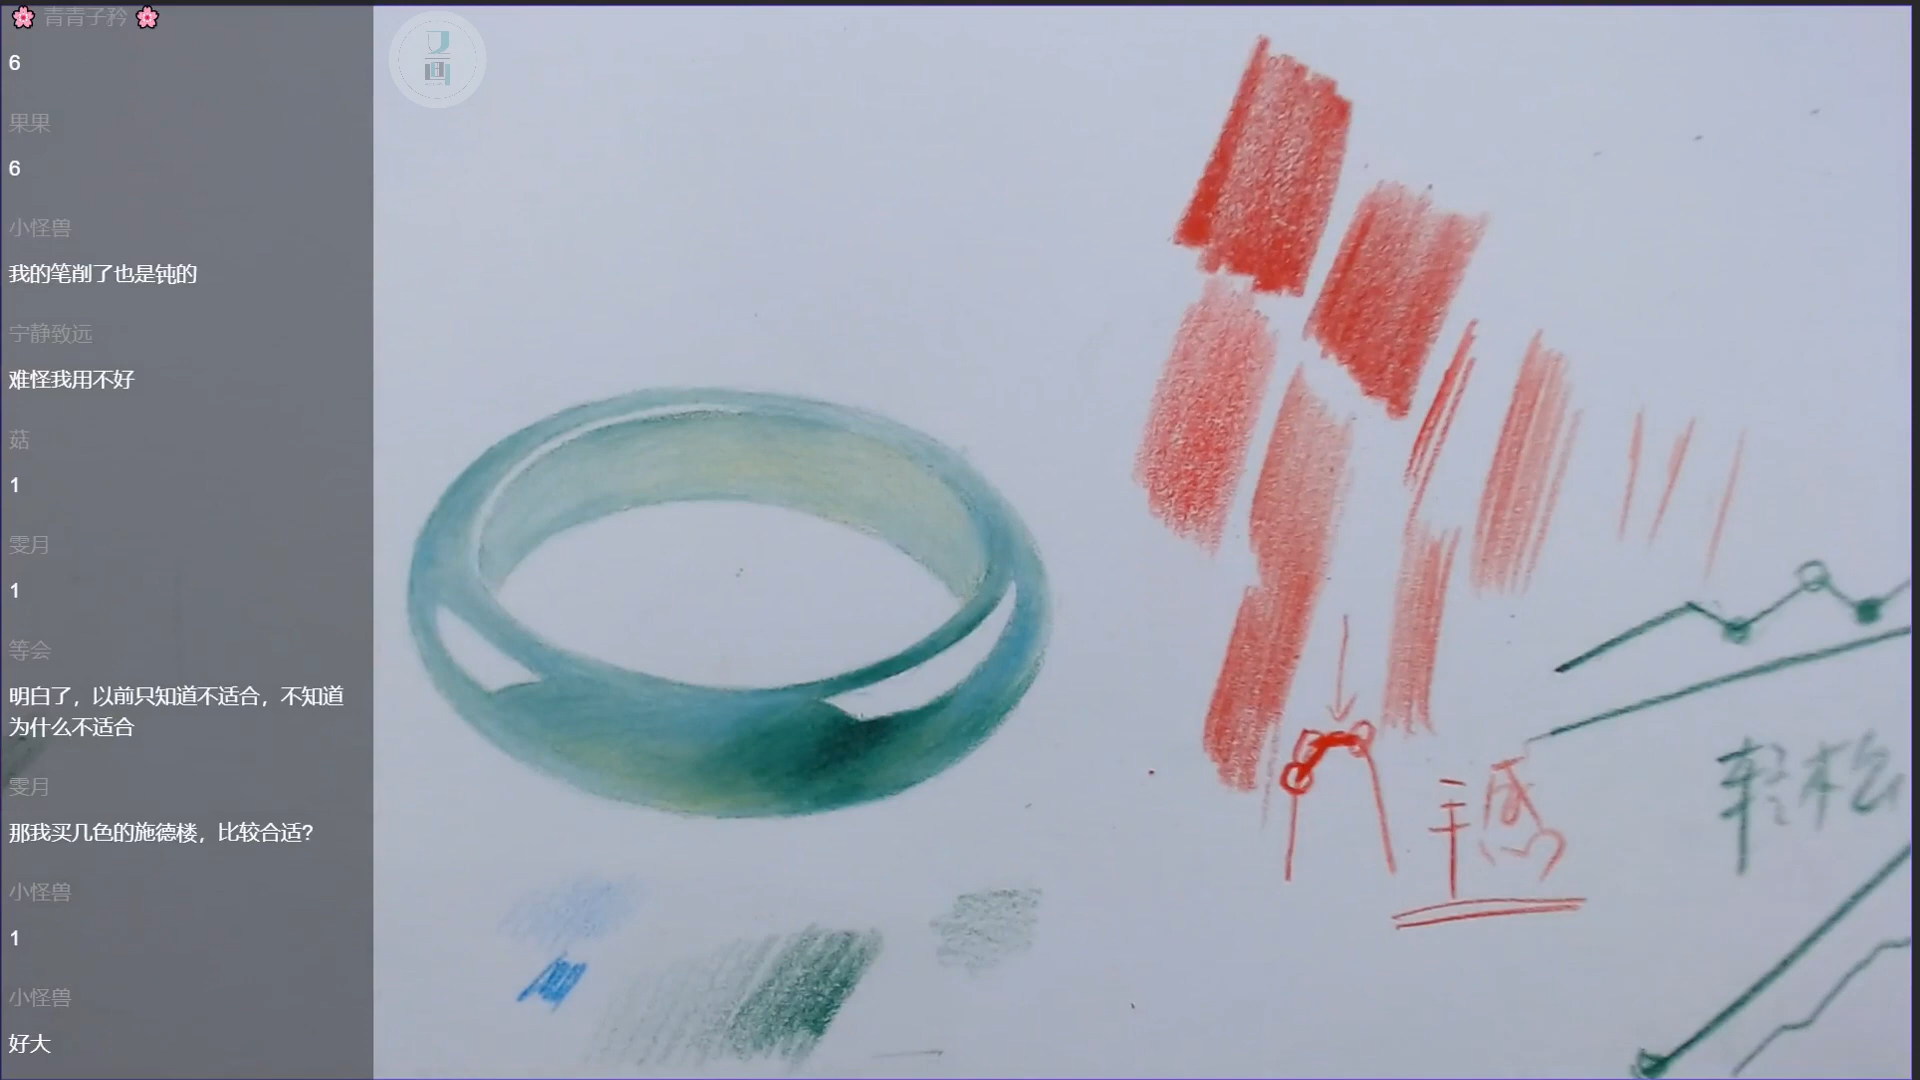 🌸 青青子衿 🌸
6
果果
6
小怪兽
我的笔削了也是钝的
宁静致远
难怪我用不好
菇
1
雯月
1
等会
明白了，以前只知道不适合，不知道
为什么不适合
雯月
那我买几色的施德楼，比较合适?
小怪兽
1
小怪兽
好大
手感
轻松